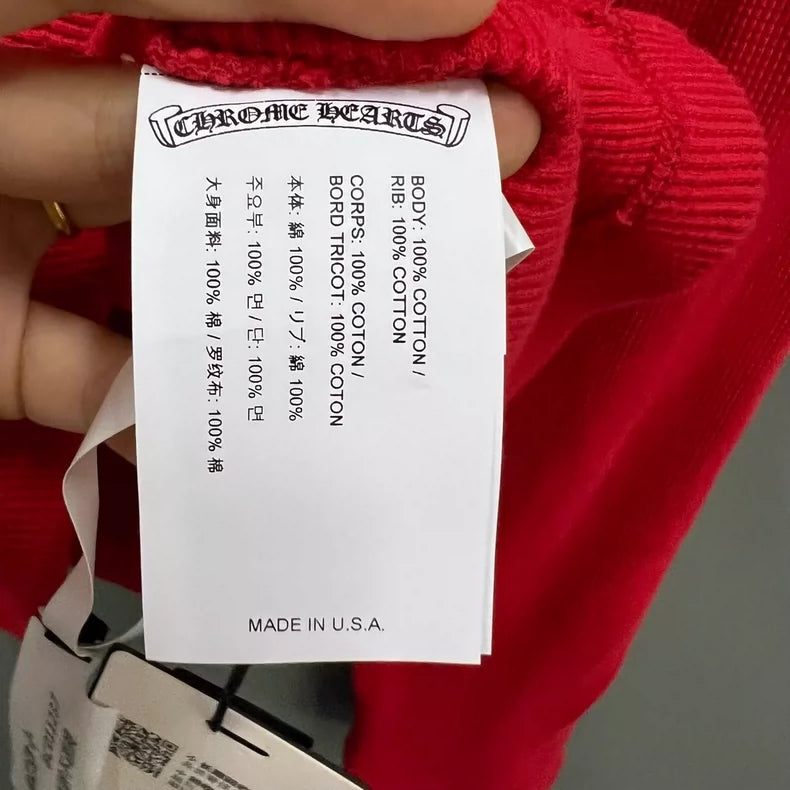 CHROME HEARTS
BODY: 100% COTTON /
RIB: 100% COTTON
CORPS: 100% COTON /
BORD TRICOT: 100% COTON
本体: 綿 100% / リブ: 綿 100%
주요부: 100% 면 / 단: 100% 면
大身面料: 100% 棉 / 罗纹布: 100% 棉
MADE IN U.S.A.